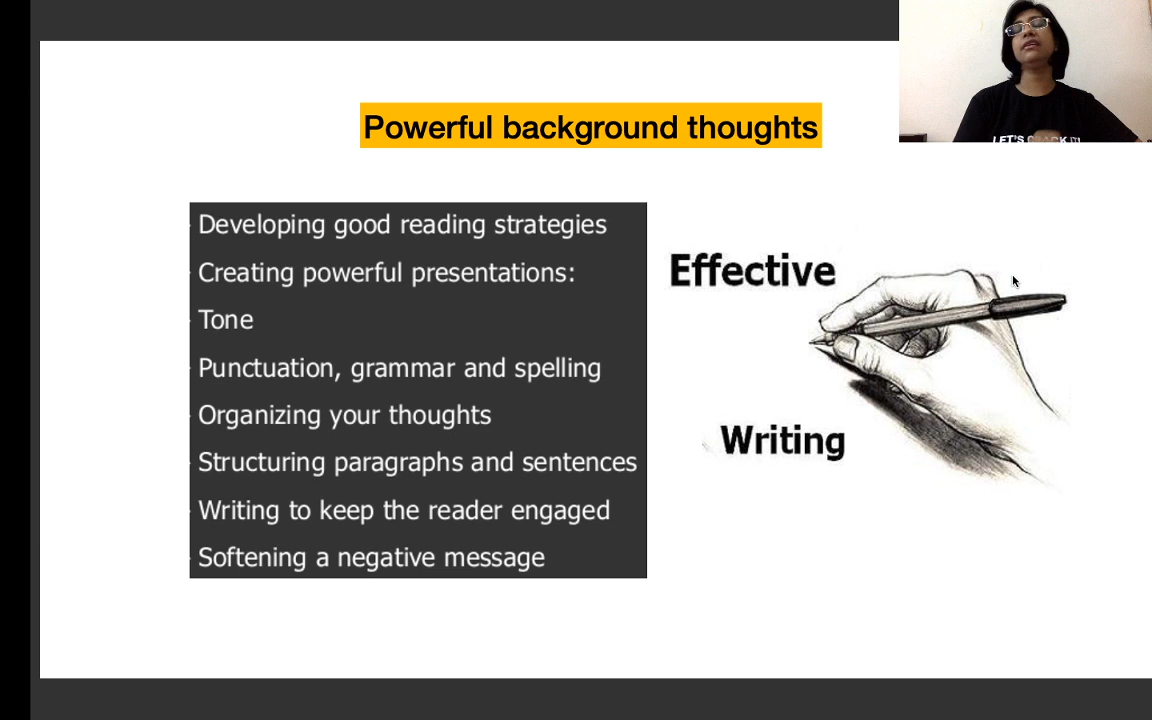 Powerful background thoughts
Developing good reading strategies
Creating powerful presentations:
Tone
Punctuation, grammar and spelling
Organizing your thoughts
Structuring paragraphs and sentences
Writing to keep the reader engaged
Softening a negative message
Effective
Writing
LET'S